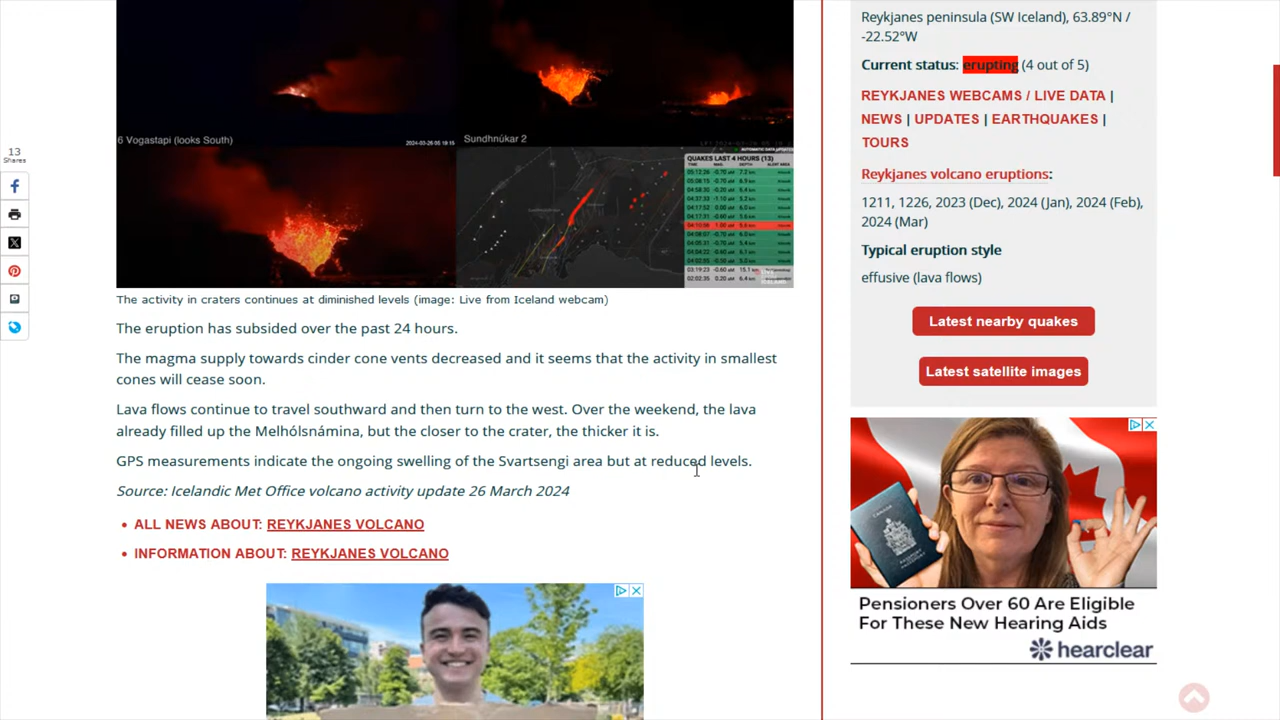 6 Vogastapi (looks South)
2024-03-26 05:19:15
Sundhnúkar 2
QUAKES LAST 4 HOURS (13)
The activity in craters continues at diminished levels (image: Live from Iceland webcam)
The eruption has subsided over the past 24 hours.
The magma supply towards cinder cone vents decreased and it seems that the activity in smallest
cones will cease soon.
Lava flows continue to travel southward and then turn to the west. Over the weekend, the lava
already filled up the Melhólsnámina, but the closer to the crater, the thicker it is.
GPS measurements indicate the ongoing swelling of the Svartsengi area but at reduced levels.
Source: Icelandic Met Office volcano activity update 26 March 2024
• ALL NEWS ABOUT: REYKJANES VOLCANO
• INFORMATION ABOUT: REYKJANES VOLCANO
13
Shares
Reykjanes peninsula (SW Iceland), 63.89°N /
-22.52°W
Current status: erupting (4 out of 5)
REYKJANES WEBCAMS / LIVE DATA |
NEWS | UPDATES | EARTHQUAKES |
TOURS
Reykjanes volcano eruptions:
1211, 1226, 2023 (Dec), 2024 (Jan), 2024 (Feb),
2024 (Mar)
Typical eruption style
effusive (lava flows)
Latest nearby quakes
Latest satellite images
Pensioners Over 60 Are Eligible
For These New Hearing Aids
hearclear